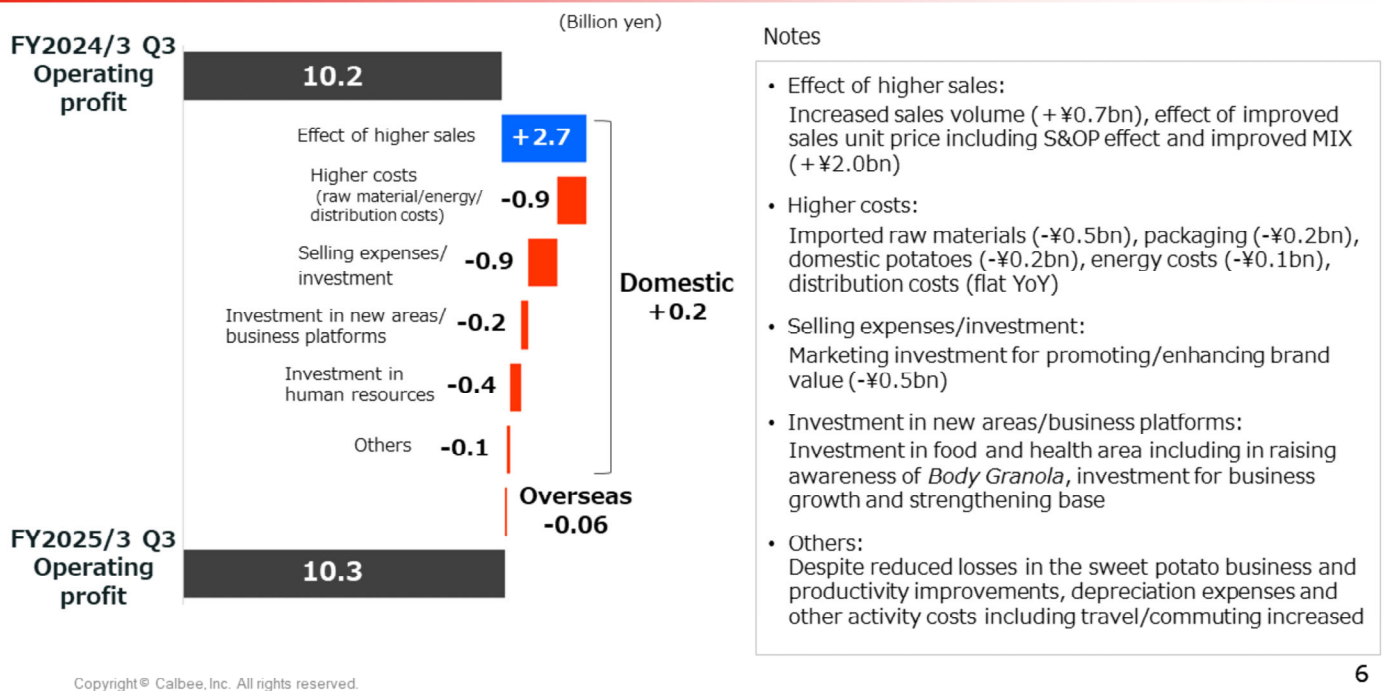 (Billion yen)
FY2024/3 Q3
Operating
profit
10.2
Effect of higher sales
+2.7
Higher costs
(raw material/energy/
distribution costs)
-0.9
Selling expenses/
investment
-0.9
Investment in new areas/
business platforms
-0.2
Investment in
human resources
-0.4
Others
-0.1
Domestic
+0.2
Overseas
-0.06
FY2025/3 Q3
Operating
profit
10.3
Notes
• Effect of higher sales:
Increased sales volume (+¥0.7bn), effect of improved
sales unit price including S&OP effect and improved MIX
(+¥2.0bn)
• Higher costs:
Imported raw materials (-¥0.5bn), packaging (-¥0.2bn),
domestic potatoes (-¥0.2bn), energy costs (-¥0.1bn),
distribution costs (flat YoY)
• Selling expenses/investment:
Marketing investment for promoting/enhancing brand
value (-¥0.5bn)
• Investment in new areas/business platforms:
Investment in food and health area including in raising
awareness of Body Granola, investment for business
growth and strengthening base
• Others:
Despite reduced losses in the sweet potato business and
productivity improvements, depreciation expenses and
other activity costs including travel/commuting increased
Copyright© Calbee, Inc. All rights reserved.
6